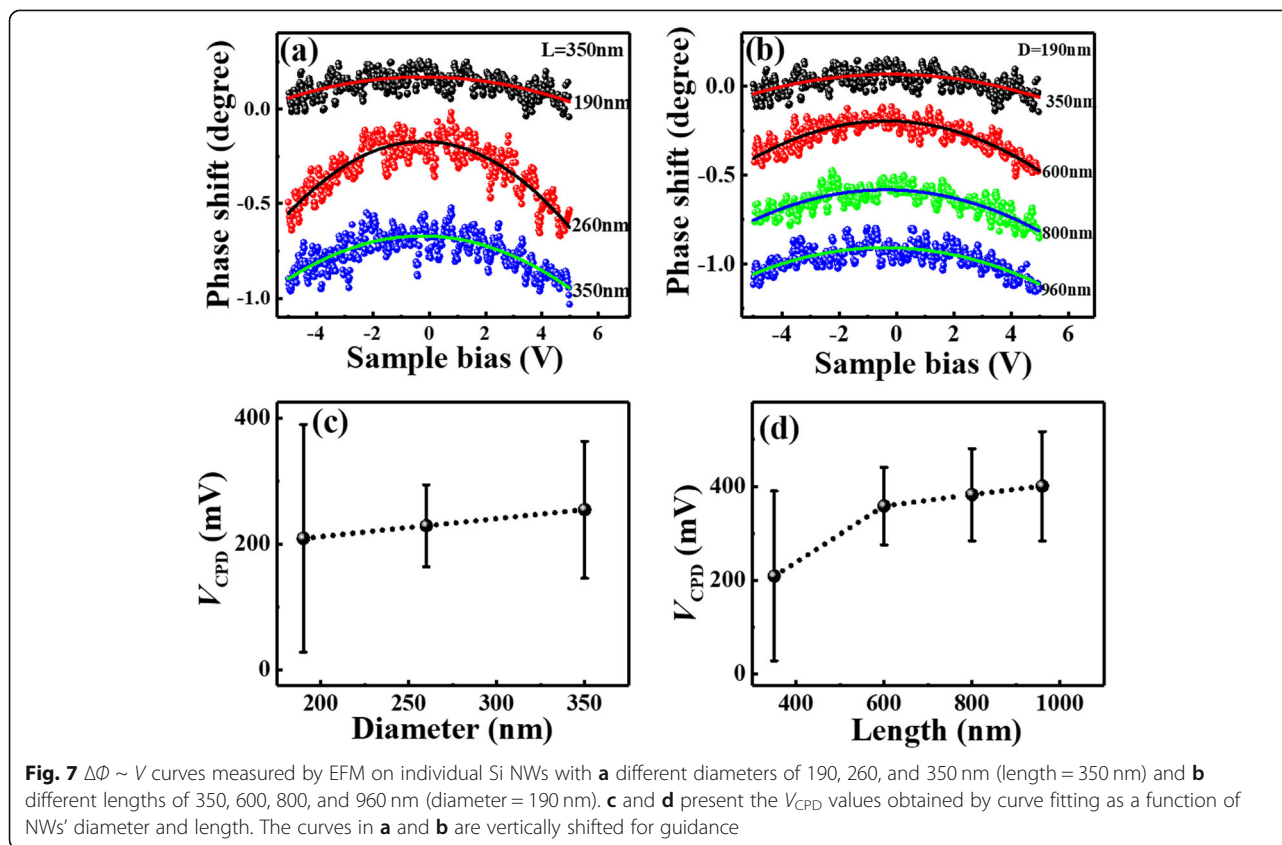 (a)
L=350nm
0.0
-0.5
-1.0
Phase shift (degree)
190nm
260nm
350nm
-4 -2 0 2 4 6
Sample bias (V)
(b)
D=190nm
0.0
-0.5
-1.0
Phase shift (degree)
350nm
600nm
800nm
960nm
-4 -2 0 2 4 6
Sample bias (V)
(c)
400
200
0
V_CPD (mV)
200 250 300 350
Diameter (nm)
(d)
400
200
0
V_CPD (mV)
400 600 800 1000
Length (nm)
Fig. 7 ΔΦ ~ V curves measured by EFM on individual Si NWs with a different diameters of 190, 260, and 350 nm (length = 350 nm) and b
different lengths of 350, 600, 800, and 960 nm (diameter = 190 nm). c and d present the V_CPD values obtained by curve fitting as a function of
NWs' diameter and length. The curves in a and b are vertically shifted for guidance